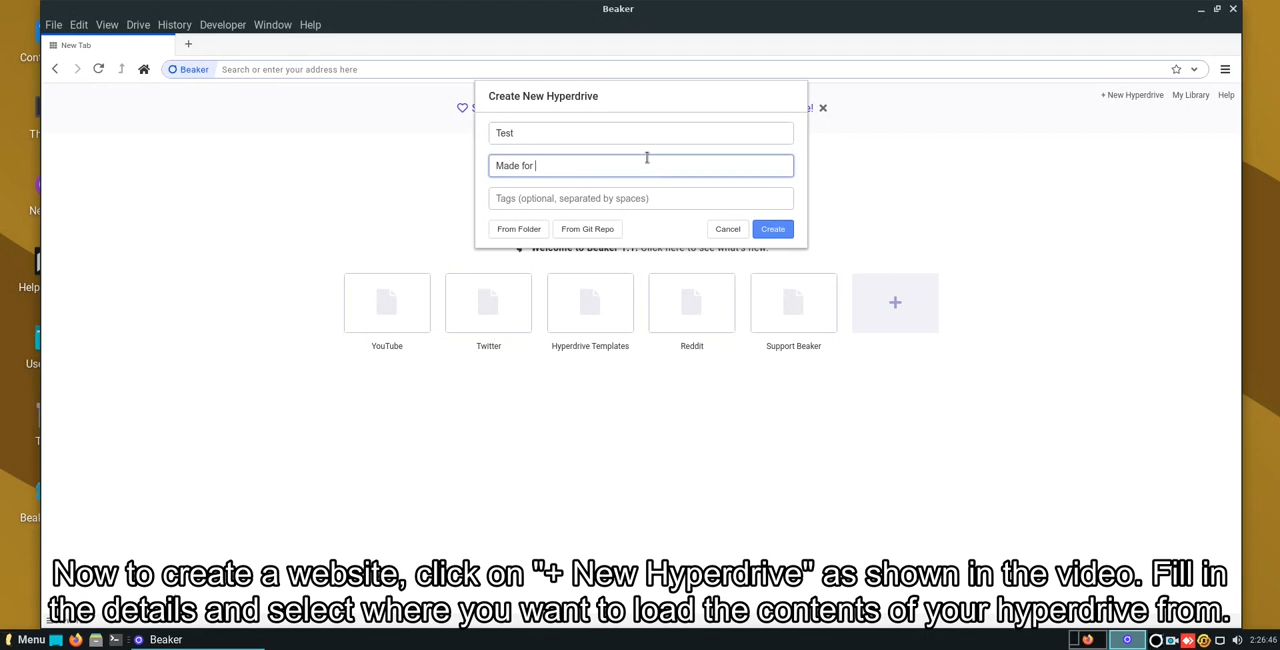 Beaker
File Edit View Drive History Developer Window Help
New Tab
Beaker Search or enter your address here
+ New Hyperdrive My Library Help
Create New Hyperdrive
Test
Made for
Tags (optional, separated by spaces)
From Folder From Git Repo Cancel Create
YouTube Twitter Hyperdrive Templates Reddit Support Beaker
Now to create a website, click on "+ New Hyperdrive" as shown in the video. Fill in
the details and select where you want to load the contents of your hyperdrive from.
Menu Beaker 2:26:46